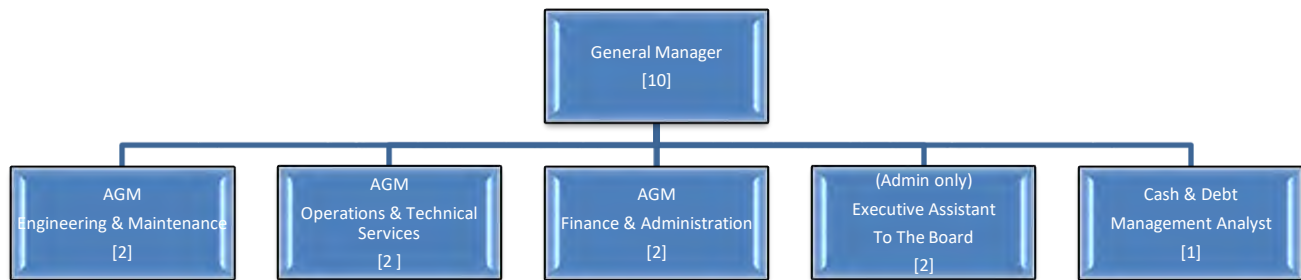 General Manager
[10]
AGM
Engineering & Maintenance
[2]
AGM
Operations & Technical
Services
[2 ]
AGM
Finance & Administration
[2]
(Admin only)
Executive Assistant
To The Board
[2]
Cash & Debt
Management Analyst
[1]